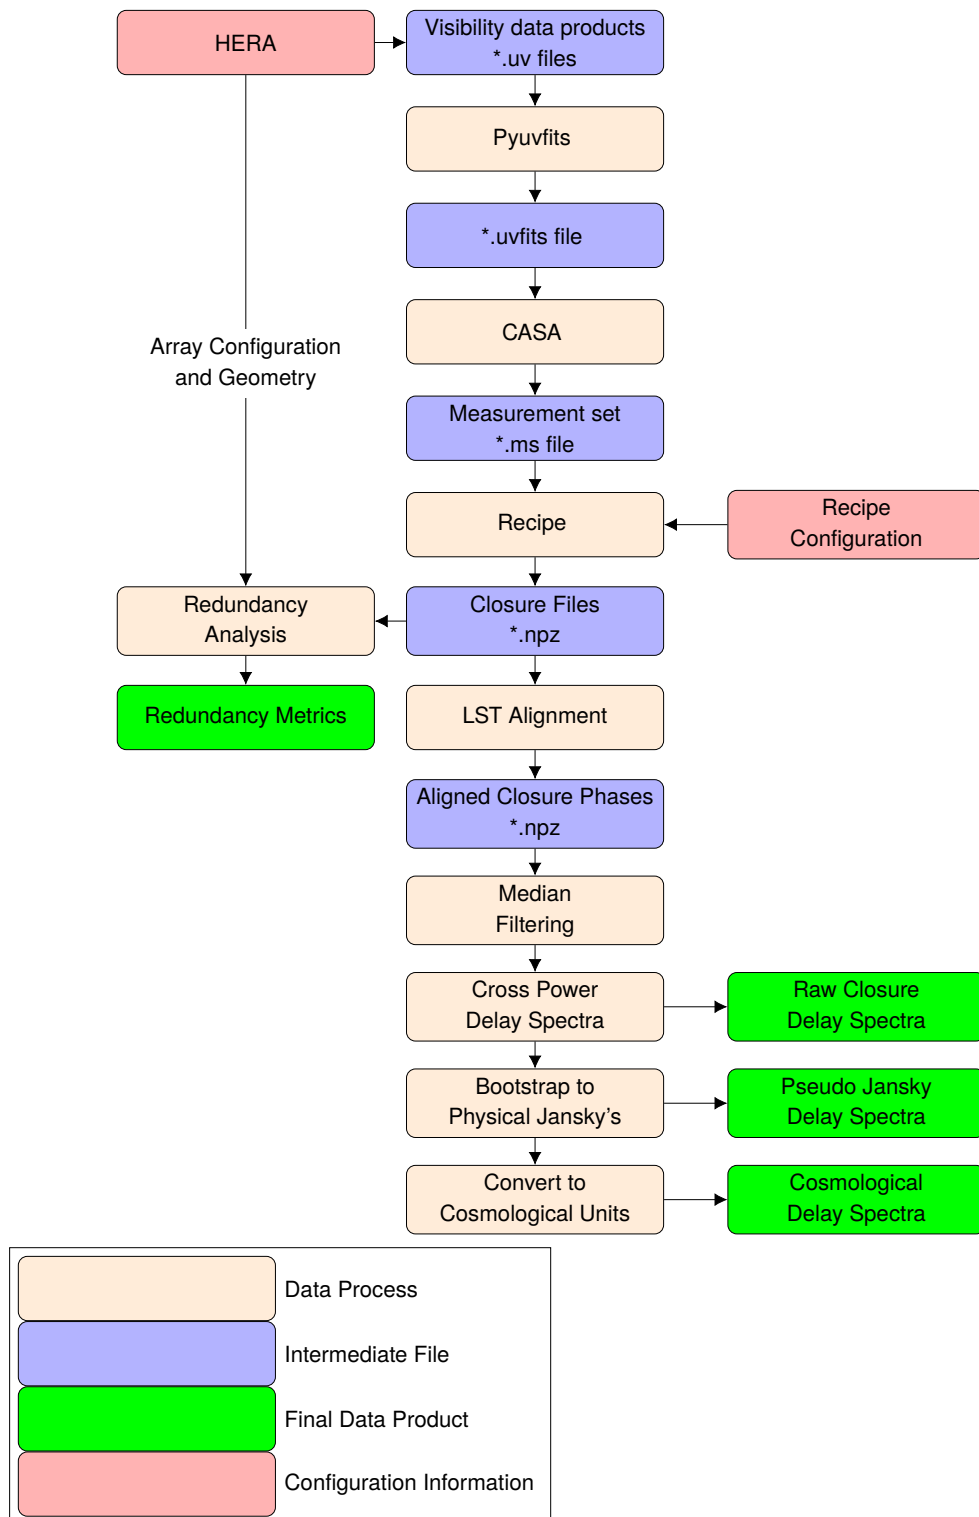 HERA
Visibility data products
*.uv files
Pyuvfits
*.uvfits file
CASA
Array Configuration
and Geometry
Measurement set
*.ms file
Recipe
Recipe
Configuration
Redundancy
Analysis
Closure Files
*.npz
Redundancy Metrics
LST Alignment
Aligned Closure Phases
*.npz
Median
Filtering
Cross Power
Delay Spectra
Raw Closure
Delay Spectra
Bootstrap to
Physical Jansky's
Pseudo Jansky
Delay Spectra
Convert to
Cosmological Units
Cosmological
Delay Spectra
Data Process
Intermediate File
Final Data Product
Configuration Information